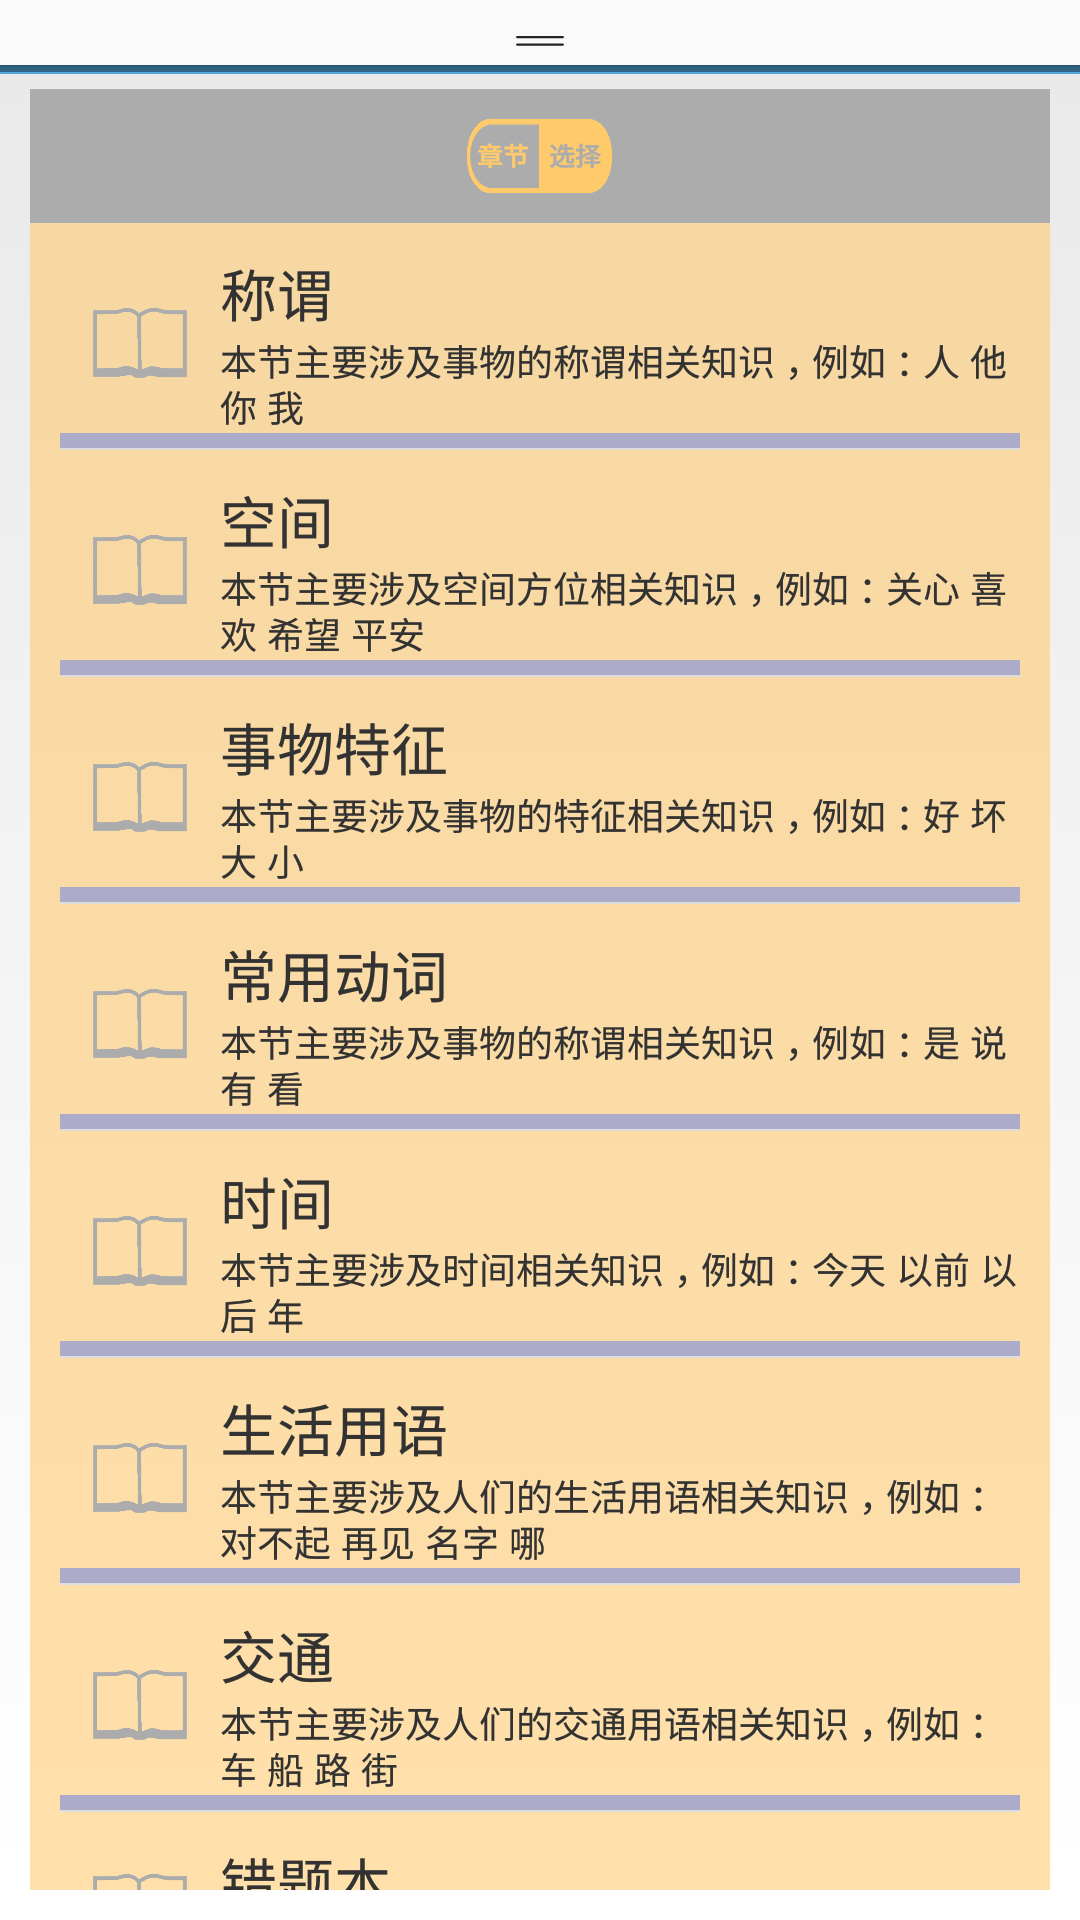 章节 选择
称谓
本节主要涉及事物的称谓相关知识，例如：人 他
你 我
空间
本节主要涉及空间方位相关知识，例如：关心 喜
欢 希望 平安
事物特征
本节主要涉及事物的特征相关知识，例如：好 坏
大 小
常用动词
本节主要涉及事物的称谓相关知识，例如：是 说
有 看
时间
本节主要涉及时间相关知识，例如：今天 以前 以
后 年
生活用语
本节主要涉及人们的生活用语相关知识，例如：
对不起 再见 名字 哪
交通
本节主要涉及人们的交通用语相关知识，例如：
车 船 路 街
错题本